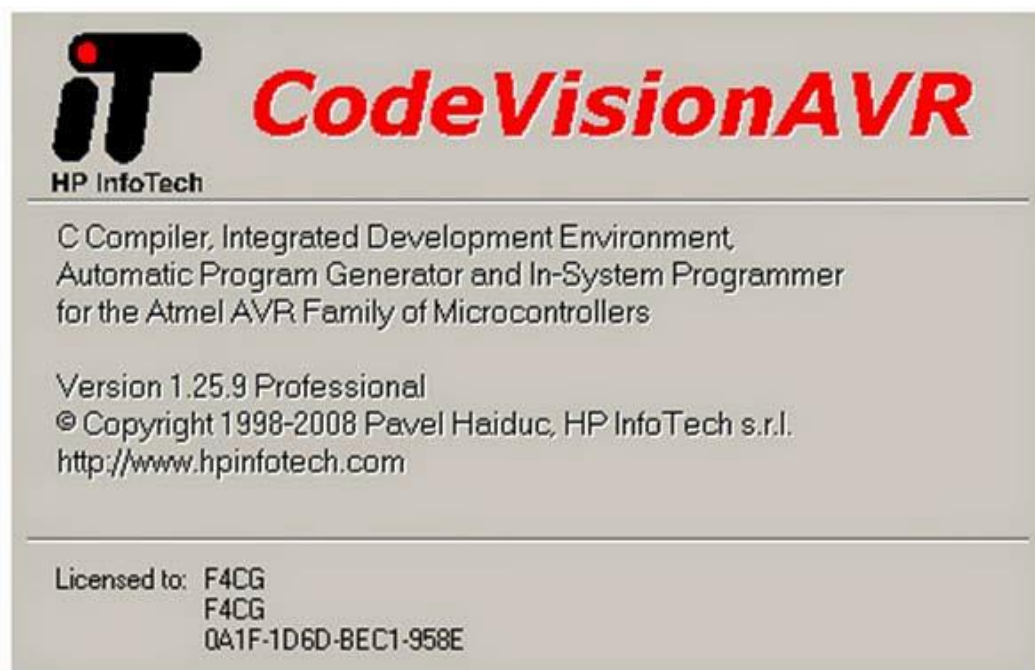 iT
CodeVisionAVR
HP InfoTech
C Compiler, Integrated Development Environment,
Automatic Program Generator and In-System Programmer
for the Atmel AVR Family of Microcontrollers
Version 1.25.9 Professional
© Copyright 1998-2008 Pavel Haiduc, HP InfoTech s.r.l.
http://www.hpinfotech.com
Licensed to: F4CG
F4CG
0A1F-1D6D-BEC1-958E